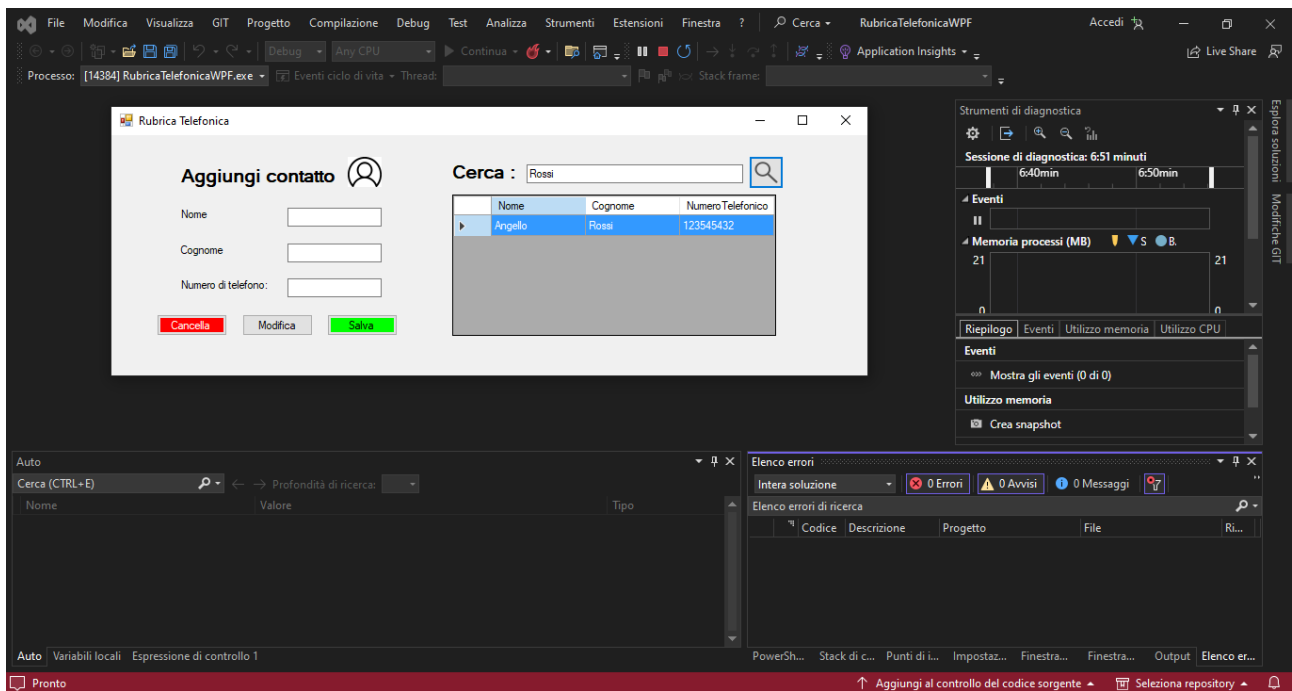 File Modifica Visualizza GIT Progetto Compilazione Debug Test Analizza Strumenti Estensioni Finestra ? Cerca RubricaTelefonicaWPF Accedi
Debug Any CPU Continua Application Insights Live Share
Processo: [14384] RubricaTelefonicaWPF.exe Eventi ciclo di vita Thread: Stack frame:
Rubrica Telefonica
Aggiungi contatto
Nome
Cognome
Numero di telefono:
Cancella Modifica Salva
Cerca : Rossi
Nome Cognome NumeroTelefonico
Angello Rossi 123545432
Strumenti di diagnostica
Sessione di diagnostica: 6:51 minuti
6:40min 6:50min
Eventi
Memoria processi (MB) S B.
21 21
0 0
Riepilogo Eventi Utilizzo memoria Utilizzo CPU
Eventi
Mostra gli eventi (0 di 0)
Utilizzo memoria
Crea snapshot
Esplora soluzioni
Modifiche GIT
Auto
Cerca (CTRL+E) Profondità di ricerca:
Nome Valore Tipo
Auto Variabili locali Espressione di controllo 1
Elenco errori
Intera soluzione 0 Errori 0 Avvisi 0 Messaggi
Elenco errori di ricerca
Codice Descrizione Progetto File Ri...
PowerSh... Stack di c... Punti di i... Impostaz... Finestra... Finestra... Output Elenco er...
Pronto Aggiungi al controllo del codice sorgente Seleziona repository